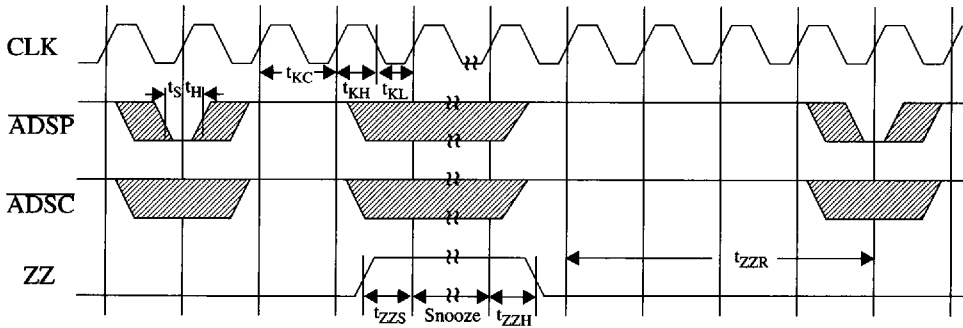 CLK
tKC
tKH
tKL
tS tH
ADSP
ADSC
tZZR
ZZ
tZZS
Snooze
tZZH